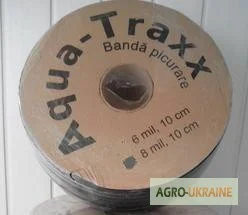 Aqua-Traxx
Bandă picurare
6 mil, 10 cm
8 mil, 10 cm
AGRO-UKRAINE